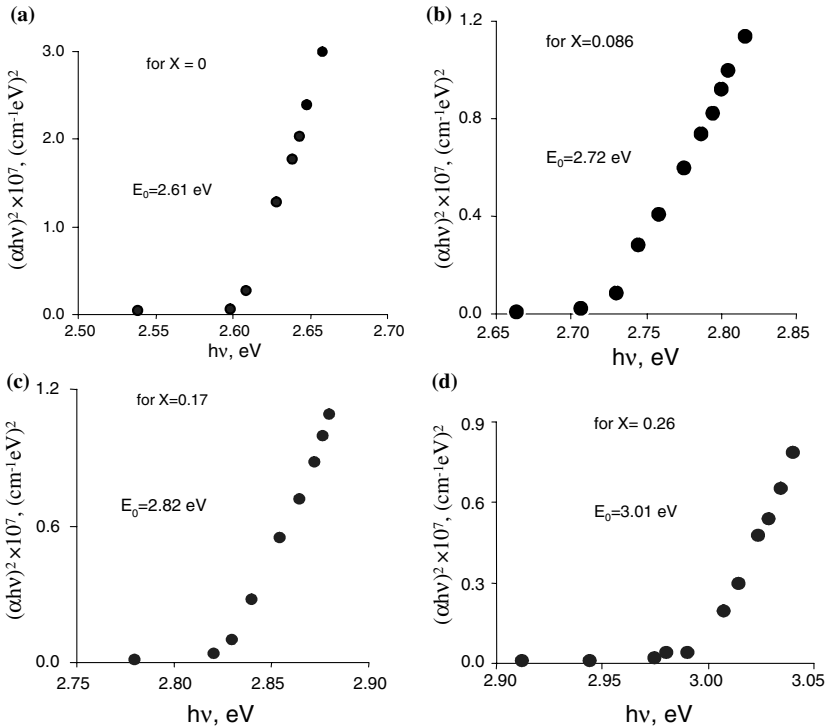 (a)
3.0
2.0
1.0
0.0
(αhν)² ×10⁷, (cm⁻¹eV)²
for X = 0
E₀=2.61 eV
2.50 2.55 2.60 2.65 2.70
hν, eV
(b)
1.2
0.8
0.4
0.0
(αhν)² ×10⁷, (cm⁻¹eV)²
for X=0.086
E₀=2.72 eV
2.65 2.70 2.75 2.80 2.85
hν, eV
(c)
1.2
0.6
0.0
(αhν)² ×10⁷, (cm⁻¹eV)²
for X=0.17
E₀=2.82 eV
2.75 2.80 2.85 2.90
hν, eV
(d)
0.9
0.6
0.3
0.0
(αhν)² ×10⁷, (cm⁻¹eV)²
for X= 0.26
E₀=3.01 eV
2.90 2.95 3.00 3.05
hν, eV